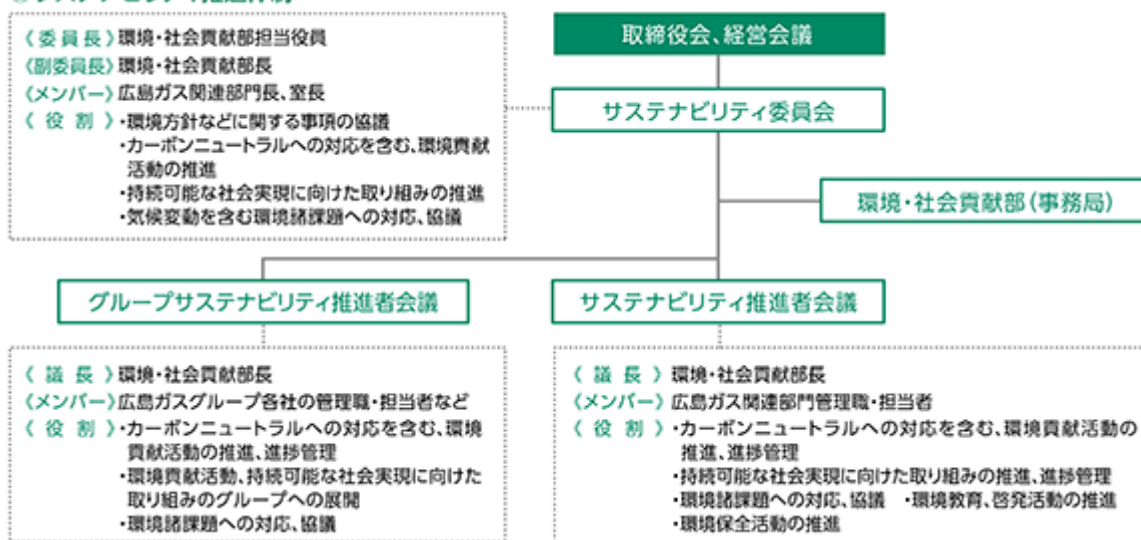 取締役会、経営会議
《委員長》環境・社会貢献部担当役員
《副委員長》環境・社会貢献部長
《メンバー》広島ガス関連部門長、室長
《役割》・環境方針などに関する事項の協議
・カーボンニュートラルへの対応を含む、環境貢献
活動の推進
・持続可能な社会実現に向けた取り組みの推進
・気候変動を含む環境諸課題への対応、協議
サステナビリティ委員会
環境・社会貢献部(事務局)
グループサステナビリティ推進者会議
サステナビリティ推進者会議
《議長》環境・社会貢献部長
《メンバー》広島ガスグループ各社の管理職・担当者など
《役割》・カーボンニュートラルへの対応を含む、環境
貢献活動の推進、進捗管理
・環境貢献活動、持続可能な社会実現に向けた
取り組みのグループへの展開
・環境諸課題への対応、協議
《議長》環境・社会貢献部長
《メンバー》広島ガス関連部門管理職・担当者
《役割》・カーボンニュートラルへの対応を含む、環境貢献活動の
推進、進捗管理
・持続可能な社会実現に向けた取り組みの推進、進捗管理
・環境諸課題への対応、協議 ・環境教育、啓発活動の推進
・環境保全活動の推進